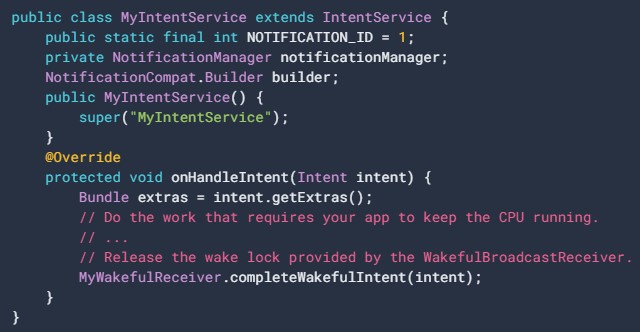 public class MyIntentService extends IntentService {
    public static final int NOTIFICATION_ID = 1;
    private NotificationManager notificationManager;
    NotificationCompat.Builder builder;
    public MyIntentService() {
        super("MyIntentService");
    }
    @Override
    protected void onHandleIntent(Intent intent) {
        Bundle extras = intent.getExtras();
        // Do the work that requires your app to keep the CPU running.
        // ...
        // Release the wake lock provided by the WakefulBroadcastReceiver.
        MyWakefulReceiver.completeWakefulIntent(intent);
    }
}